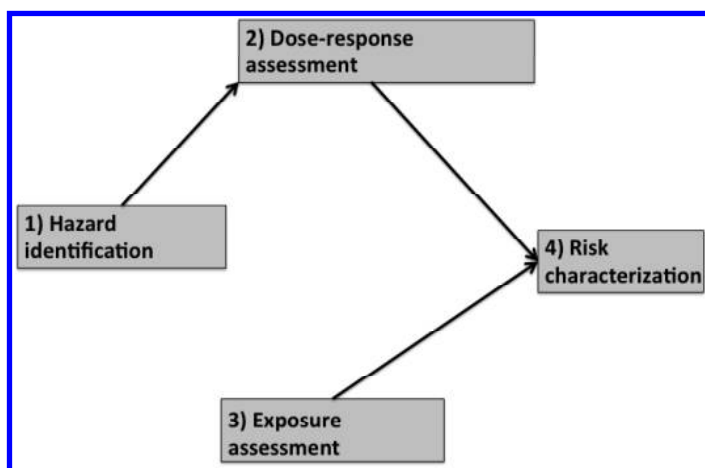 2) Dose-response
assessment
1) Hazard
identification
4) Risk
characterization
3) Exposure
assessment